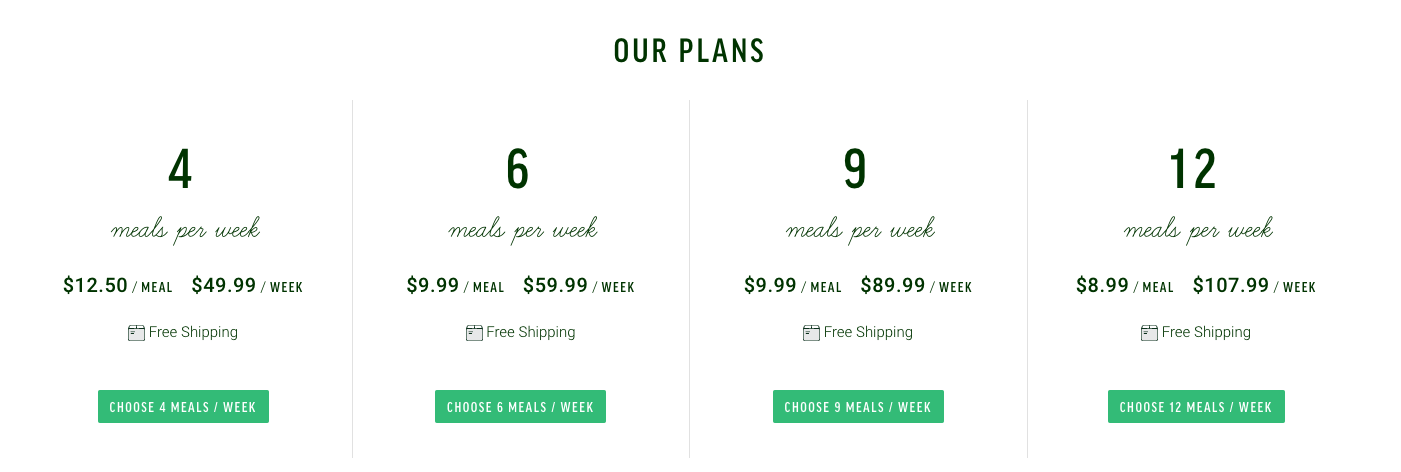 OUR PLANS
4
meals per week
$12.50 / MEAL $49.99 / WEEK
Free Shipping
CHOOSE 4 MEALS / WEEK
6
meals per week
$9.99 / MEAL $59.99 / WEEK
Free Shipping
CHOOSE 6 MEALS / WEEK
9
meals per week
$9.99 / MEAL $89.99 / WEEK
Free Shipping
CHOOSE 9 MEALS / WEEK
12
meals per week
$8.99 / MEAL $107.99 / WEEK
Free Shipping
CHOOSE 12 MEALS / WEEK